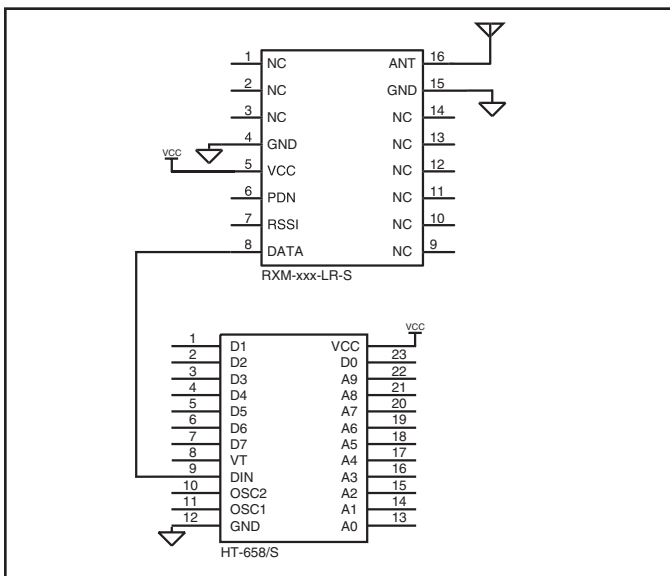 1 NC ANT 16
2 NC GND 15
3 NC NC 14
4 GND NC 13
VCC 5 VCC NC 12
6 PDN NC 11
7 RSSI NC 10
8 DATA NC 9
RXM-xxx-LR-S
VCC
1 D1 VCC
2 D2 D0 23
3 D3 A9 22
4 D4 A8 21
5 D5 A7 20
6 D6 A6 19
7 D7 A5 18
8 VT A4 17
9 DIN A3 16
10 OSC2 A2 15
11 OSC1 A1 14
12 GND A0 13
HT-658/S